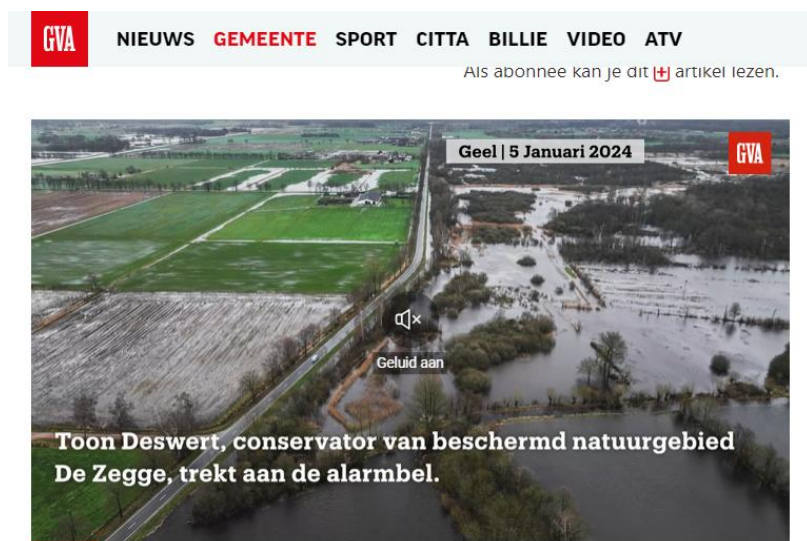 GVA NIEUWS GEMEENTE SPORT CITTA BILLIE VIDEO ATV
Als abonnee kan je dit + artikel lezen.
Geel | 5 Januari 2024 GVA
Geluid aan
Toon Deswert, conservator van beschermd natuurgebied
De Zegge, trekt aan de alarmbel.